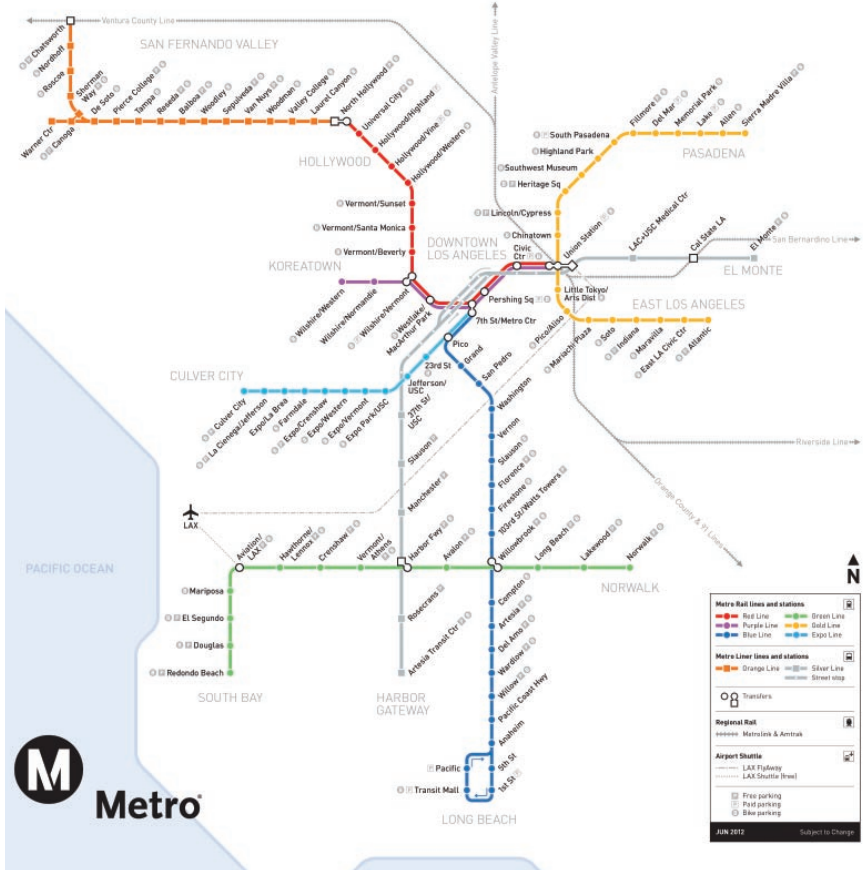 Ventura County Line
Antelope Valley Line
SAN FERNANDO VALLEY
Chatsworth
Nordhoff
Roscoe
Sherman
Way
Warner Ctr
Canoga
De Soto
Pierce College
Tampa
Reseda
Balboa
Woodley
Sepulveda
Van Nuys
Woodman
Valley College
Laurel Canyon
North Hollywood
Universal City
Hollywood/Highland
Hollywood/Vine
Hollywood/Western
HOLLYWOOD
Vermont/Sunset
Vermont/Santa Monica
Vermont/Beverly
KOREATOWN
Wilshire/Western
Wilshire/Normandie
Wilshire/Vermont
Westlake/
MacArthur Park
DOWNTOWN
LOS ANGELES
Civic
Ctr
Pershing Sq
7th St/Metro Ctr
Union Station
Fillmore
Del Mar
Memorial Park
Lake
Allen
Sierra Madre Villa
PASADENA
South Pasadena
Highland Park
Southwest Museum
Heritage Sq
Lincoln/Cypress
Chinatown
LAC+USC Medical Ctr
Cal State LA
El Monte
San Bernardino Line
EL MONTE
Little Tokyo/
Arts Dist
EAST LOS ANGELES
Pico/Aliso
Mariachi Plaza
Soto
Indiana
Maravilla
East LA Civic Ctr
Atlantic
CULVER CITY
Culver City
La Cienega/Jefferson
Expo/La Brea
Farmdale
Expo/Crenshaw
Expo/Western
Expo/Vermont
Expo Park/USC
Jefferson/
USC
23rd St
Pico
37th St/
USC
Slauson
Manchester
Grand
San Pedro
Washington
Vernon
Slauson
Florence
Firestone
103rd St/Watts Towers
Riverside Line
Orange County & 91 Lines
LAX
Aviation/
LAX
Hawthorne/
Lennox
Crenshaw
Vermont/
Athens
Harbor Fwy
Avalon
Willowbrook
Long Beach
Lakewood
Norwalk
NORWALK
PACIFIC OCEAN
Mariposa
El Segundo
Douglas
Redondo Beach
SOUTH BAY
Rosecrans
Artesia Transit Ctr
HARBOR
GATEWAY
Compton
Artesia
Del Amo
Wardlow
Willow
Pacific Coast Hwy
Anaheim
5th St
1st St
Pacific
Transit Mall
LONG BEACH
M
Metro
N
Metro Rail lines and stations
Red Line
Green Line
Purple Line
Gold Line
Blue Line
Expo Line
Metro Liner lines and stations
Orange Line
Silver Line
Street stop
Transfers
Regional Rail
Metrolink & Amtrak
Airport Shuttle
LAX FlyAway
LAX Shuttle (free)
Free parking
Paid parking
Bike parking
JUN 2012
Subject to Change